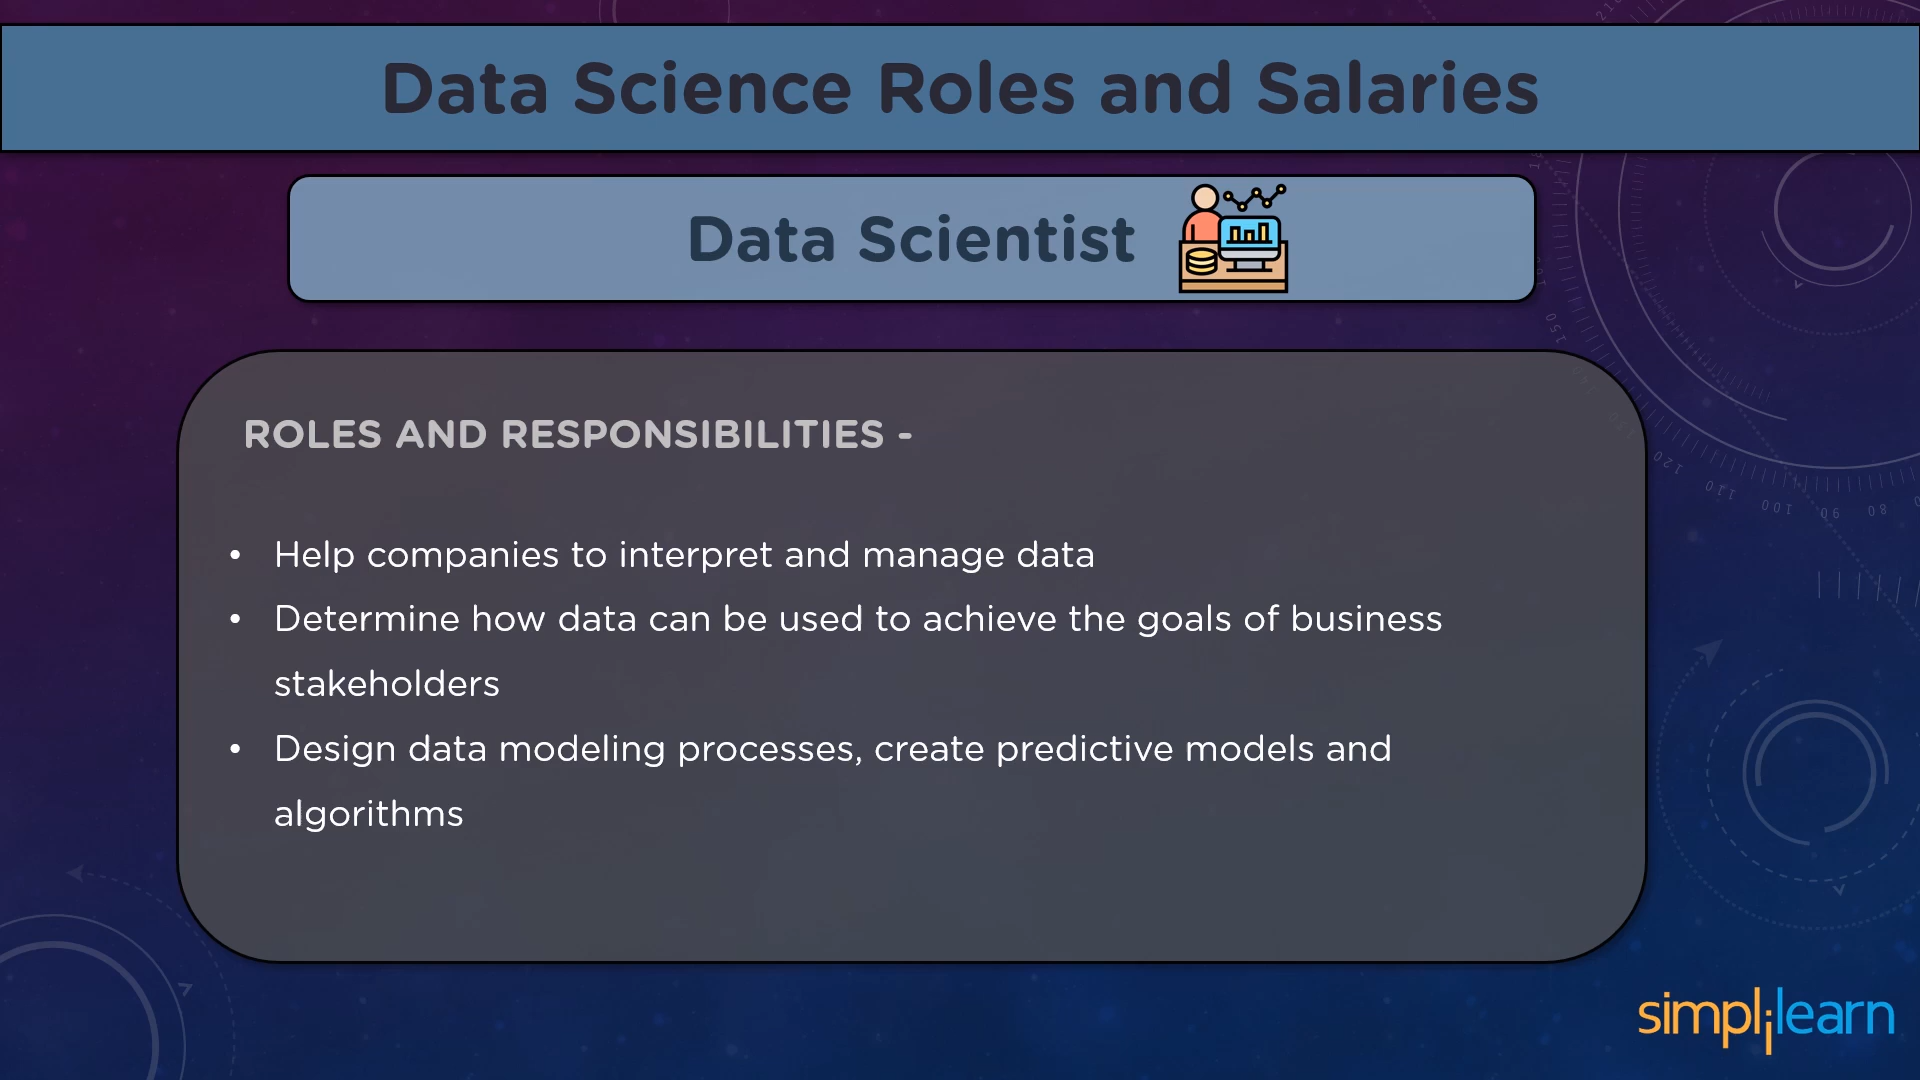 Data Science Roles and Salaries
Data Scientist
ROLES AND RESPONSIBILITIES -
• Help companies to interpret and manage data
• Determine how data can be used to achieve the goals of business
stakeholders
• Design data modeling processes, create predictive models and
algorithms
simplilearn